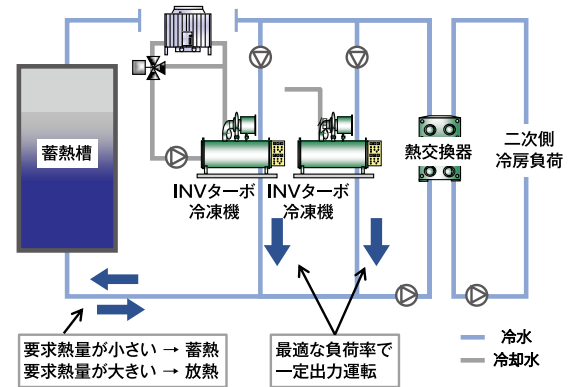 蓄熱槽
INVターボ
冷凍機
INVターボ
冷凍機
熱交換器
二次側
冷房負荷
要求熱量が小さい → 蓄熱
要求熱量が大きい → 放熱
最適な負荷率で
一定出力運転
冷水
冷却水